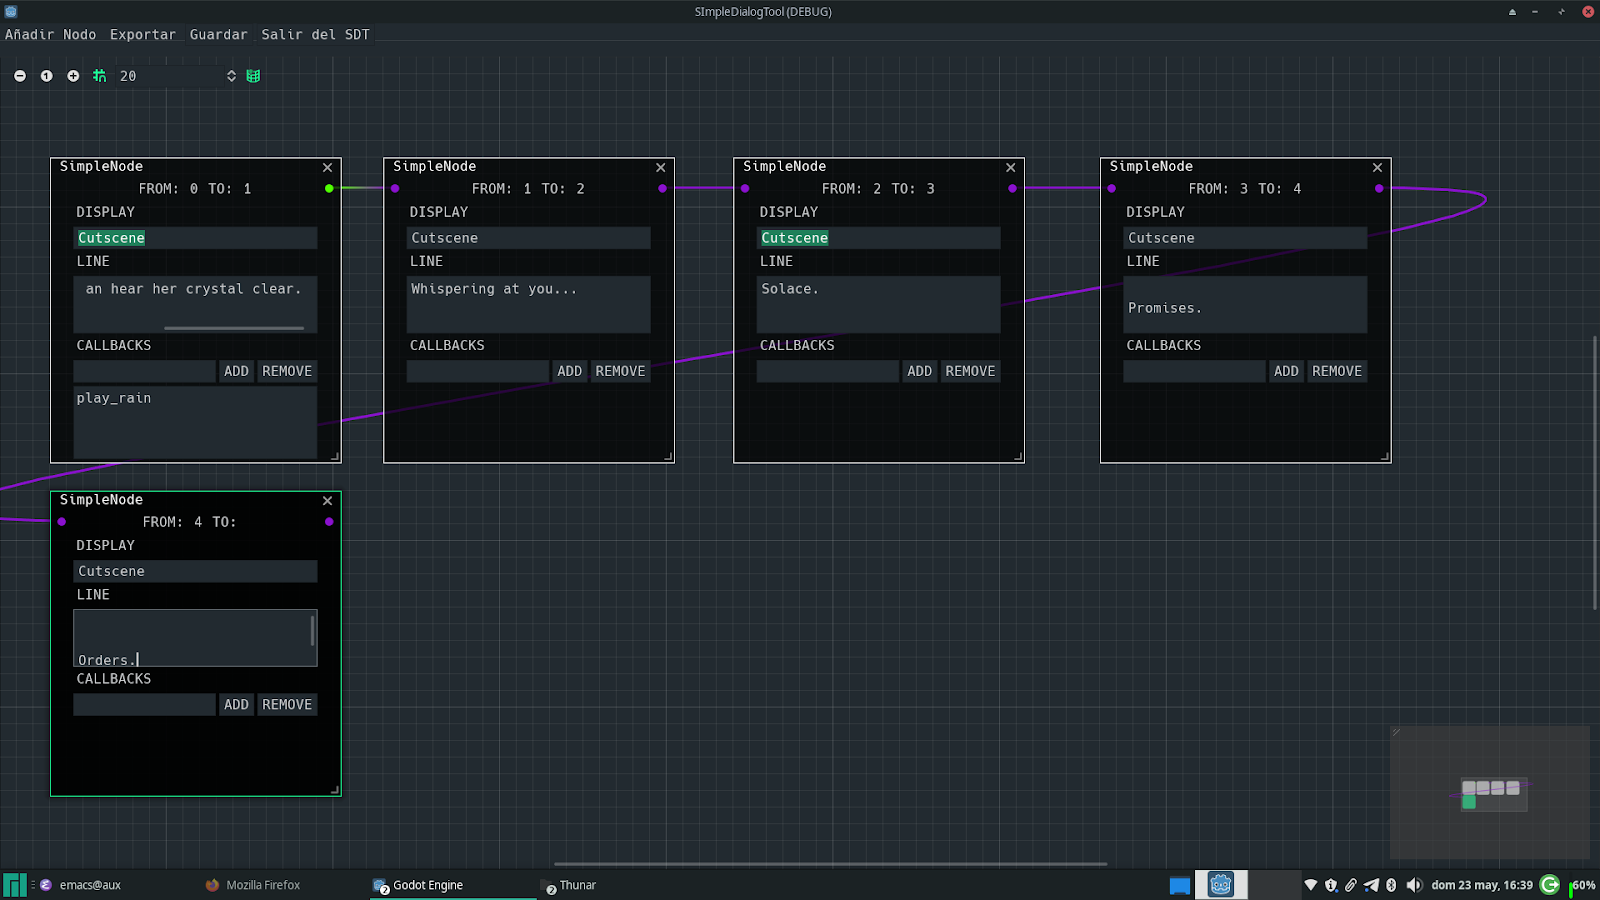 SImpleDialogTool (DEBUG)
Añadir Nodo Exportar Guardar Salir del SDT
20
SimpleNode
FROM: 0 TO: 1
DISPLAY
Cutscene
LINE
an hear her crystal clear.
CALLBACKS
ADD REMOVE
play_rain
SimpleNode
FROM: 1 TO: 2
DISPLAY
Cutscene
LINE
Whispering at you...
CALLBACKS
ADD REMOVE
SimpleNode
FROM: 2 TO: 3
DISPLAY
Cutscene
LINE
Solace.
CALLBACKS
ADD REMOVE
SimpleNode
FROM: 3 TO: 4
DISPLAY
Cutscene
LINE
Promises.
CALLBACKS
ADD REMOVE
SimpleNode
FROM: 4 TO:
DISPLAY
Cutscene
LINE
Orders.
CALLBACKS
ADD REMOVE
emacs@aux Mozilla Firefox 2 Godot Engine 2 Thunar dom 23 may, 16:39 60%